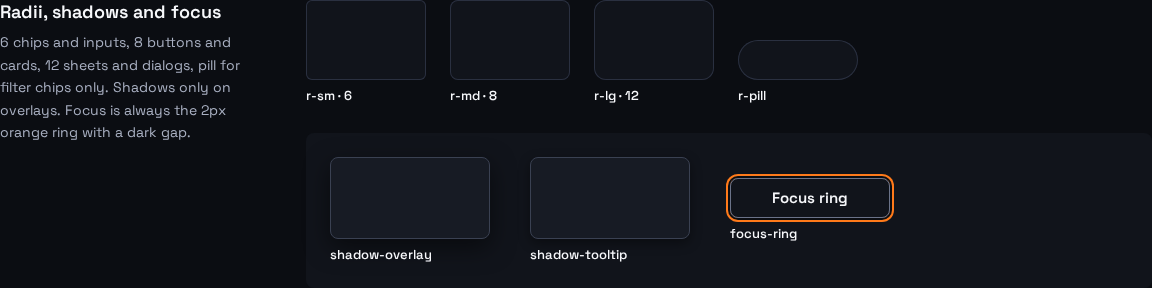 Radii, shadows and focus
6 chips and inputs, 8 buttons and
cards, 12 sheets and dialogs, pill for
filter chips only. Shadows only on
overlays. Focus is always the 2px
orange ring with a dark gap.
r-sm · 6
r-md · 8
r-lg · 12
r-pill
Focus ring
shadow-overlay
shadow-tooltip
focus-ring